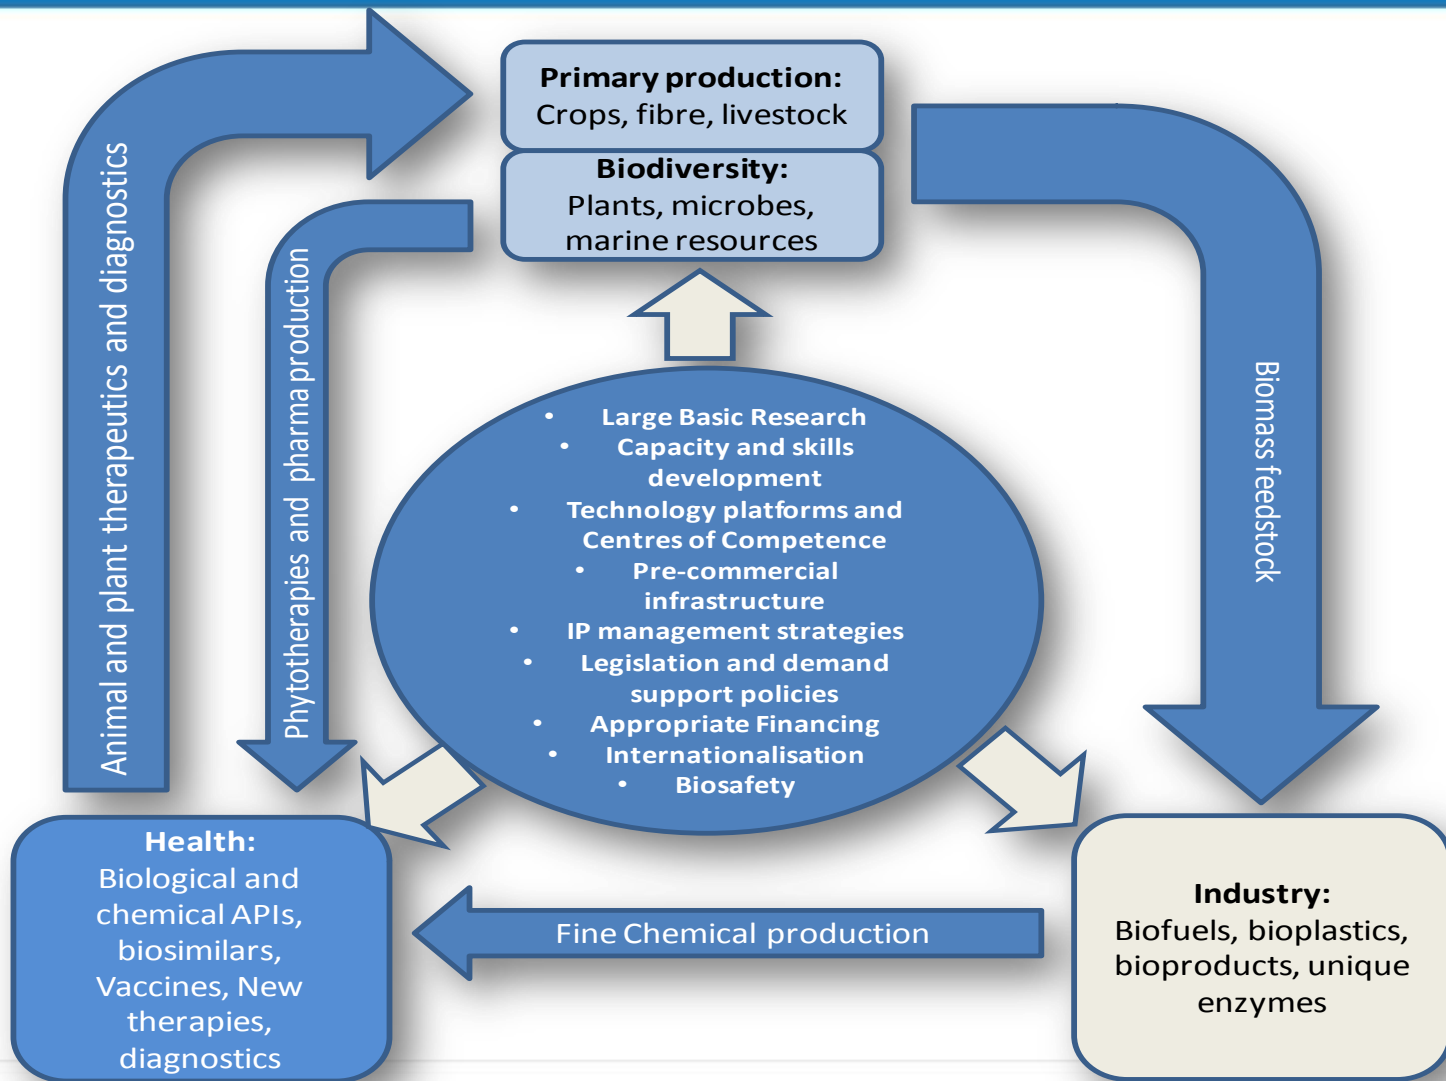 Primary production:
Crops, fibre, livestock
Biodiversity:
Plants, microbes,
marine resources
Animal and plant therapeutics and diagnostics
Phytotherapies and pharma production
Biomass feedstock
• Large Basic Research
• Capacity and skills
development
• Technology platforms and
Centres of Competence
• Pre-commercial
infrastructure
• IP management strategies
• Legislation and demand
support policies
• Appropriate Financing
• Internationalisation
• Biosafety
Health:
Biological and
chemical APIs,
biosimilars,
Vaccines, New
therapies,
diagnostics
Fine Chemical production
Industry:
Biofuels, bioplastics,
bioproducts, unique
enzymes